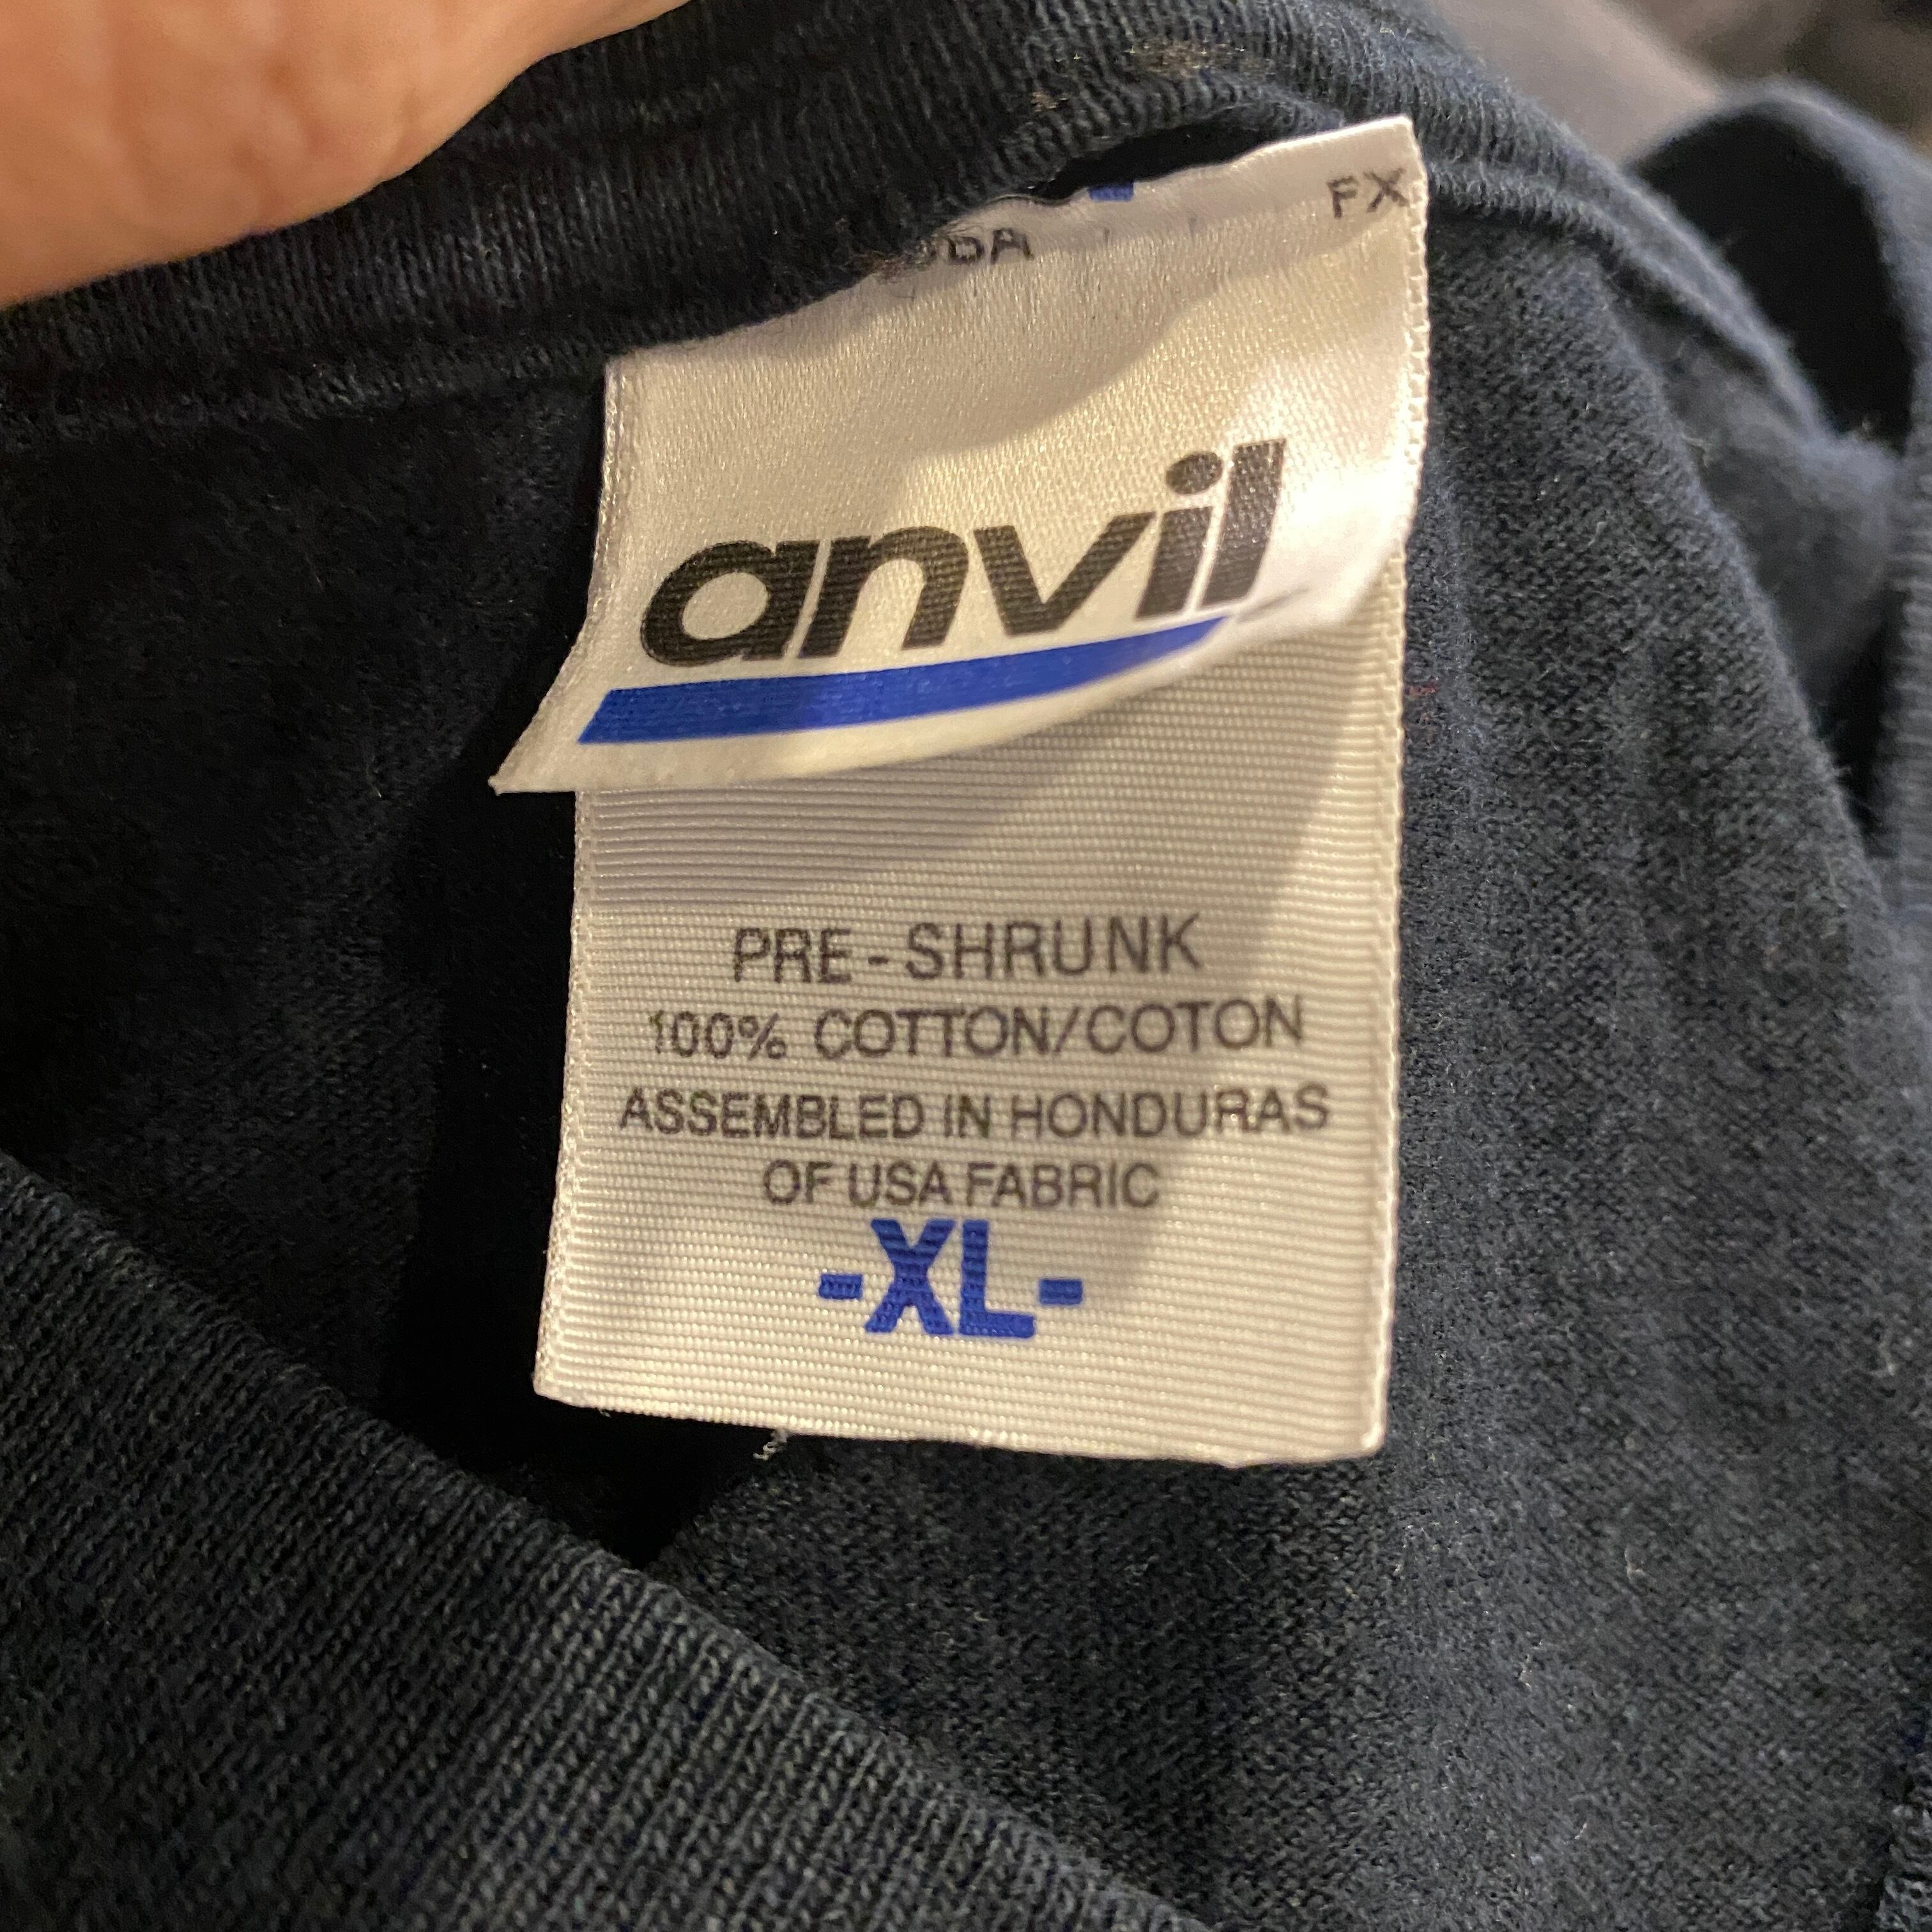 FX
anvil
PRE-SHRUNK
100% COTTON/COTON
ASSEMBLED IN HONDURAS
OF USA FABRIC
-XL-